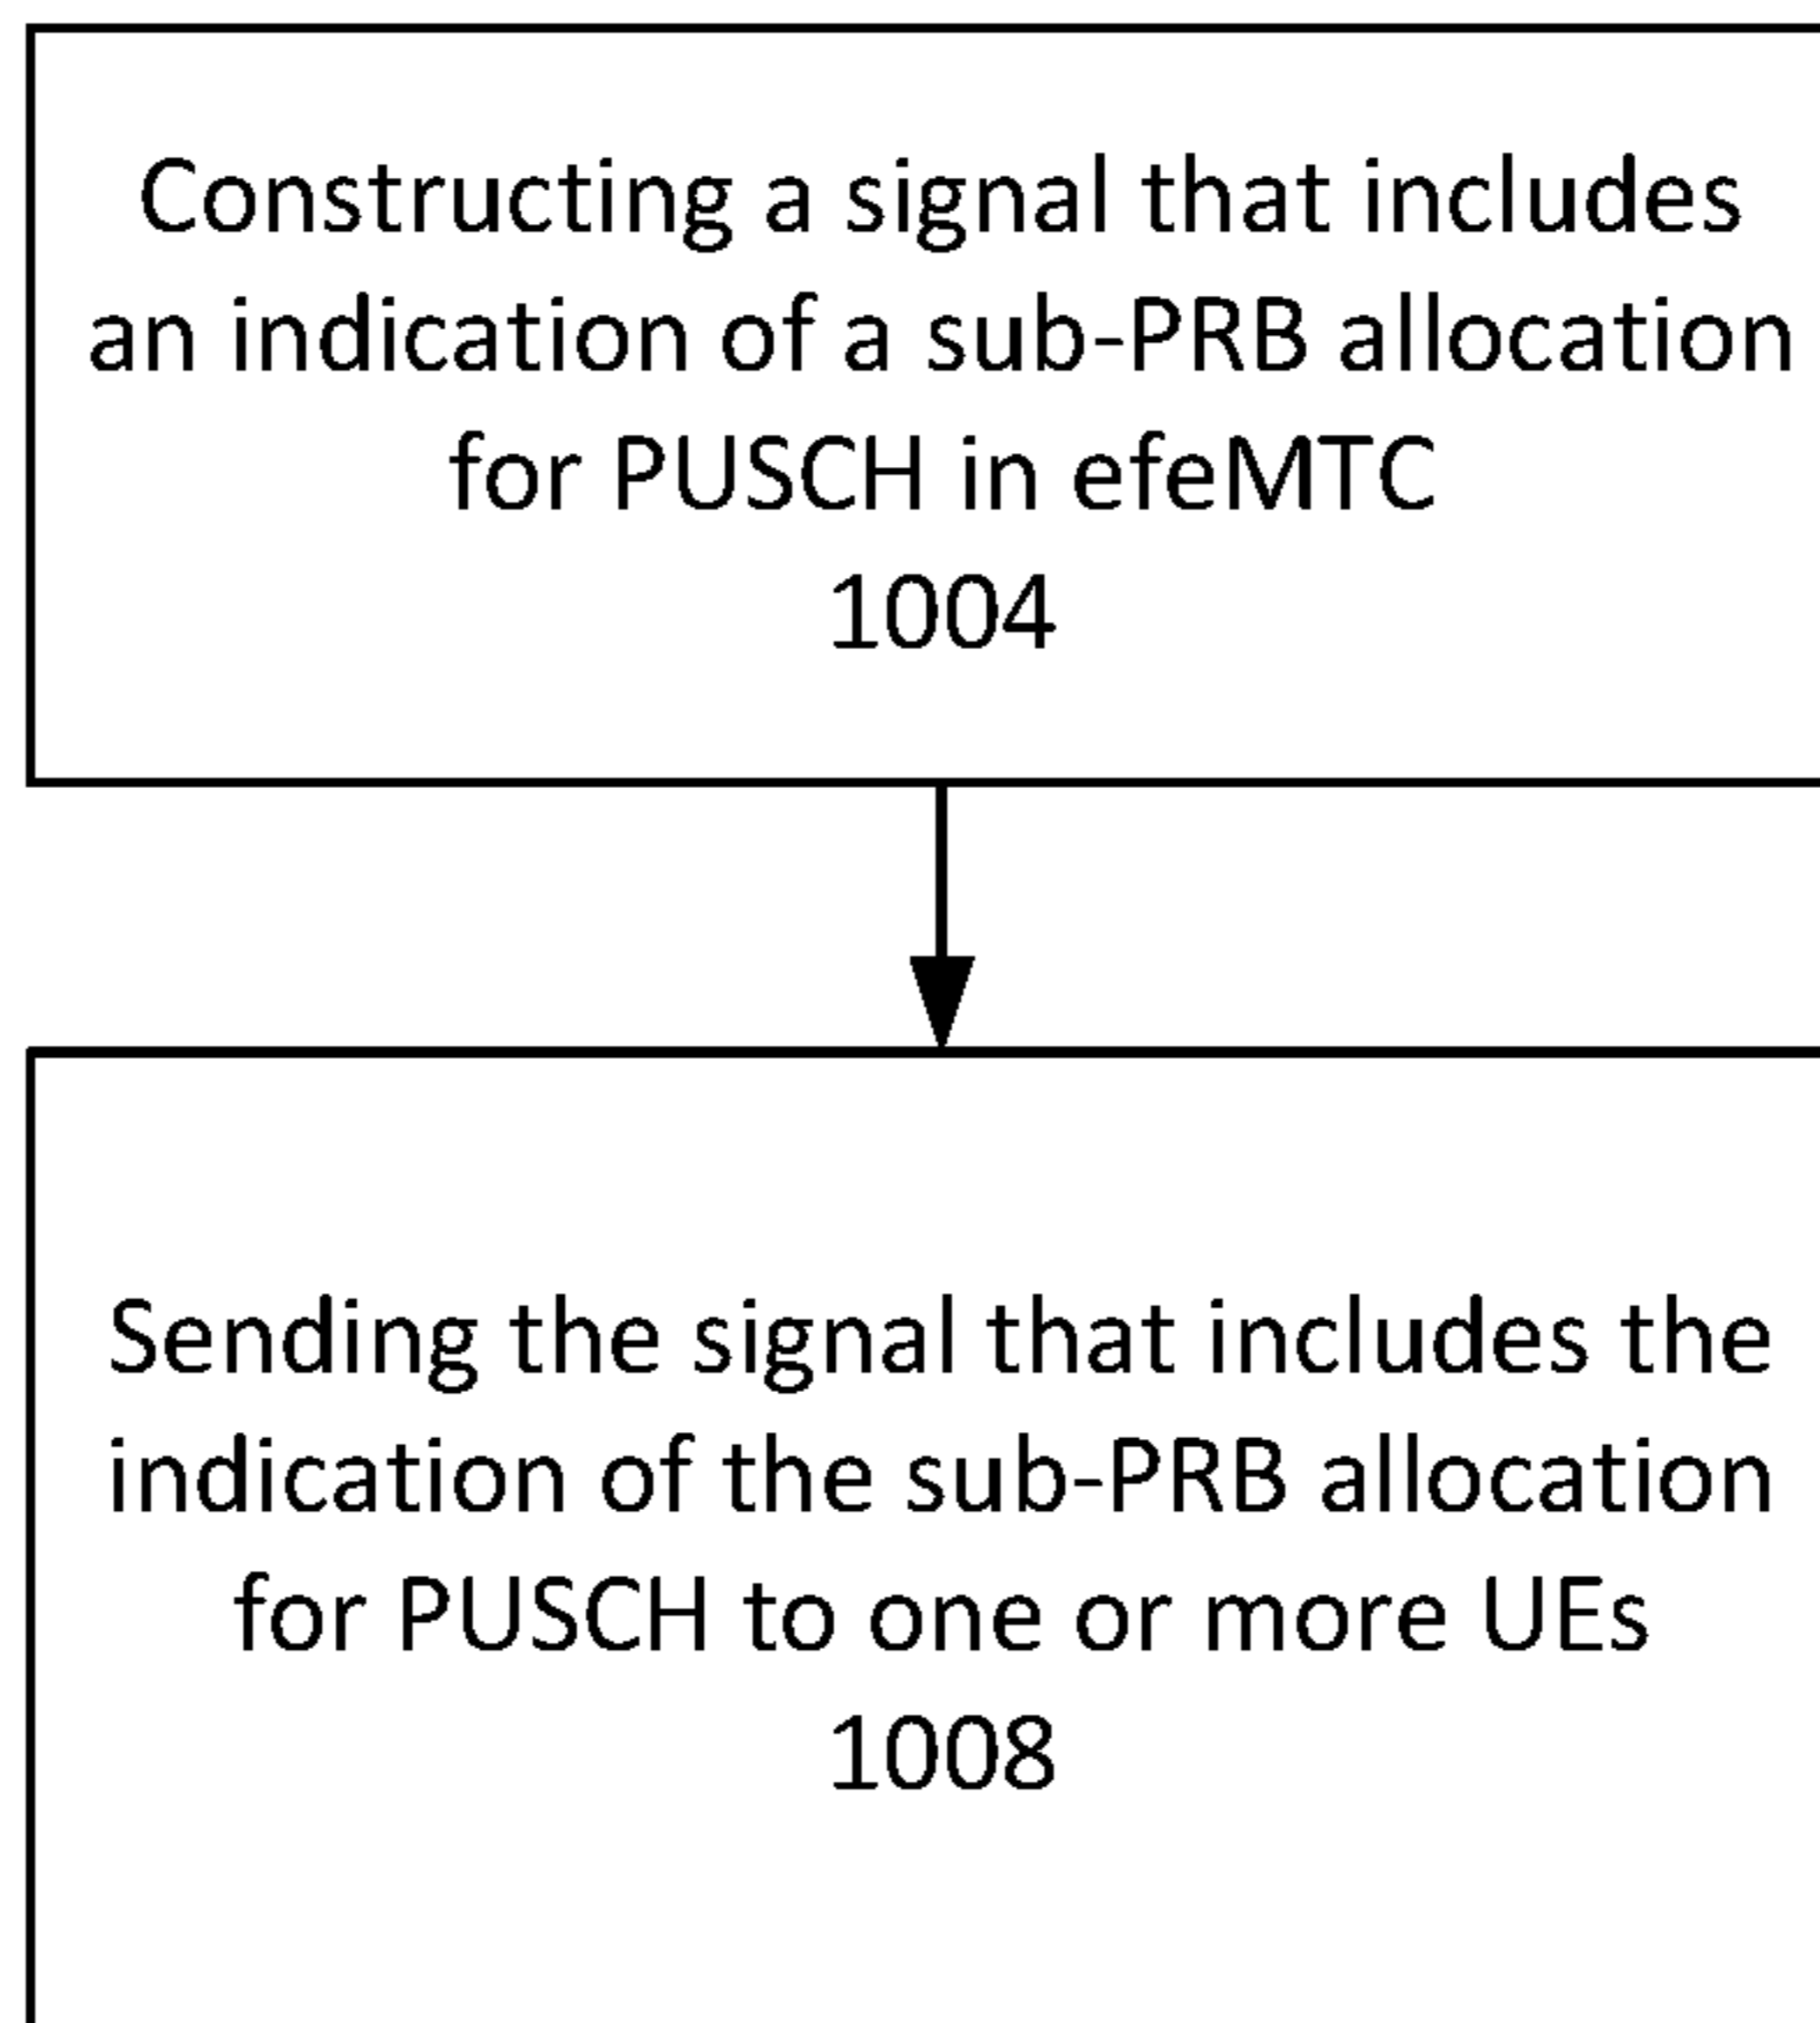 Constructing a signal that includes
an indication of a sub-PRB allocation
for PUSCH in efeMTC
1004
Sending the signal that includes the
indication of the sub-PRB allocation
for PUSCH to one or more UEs
1008